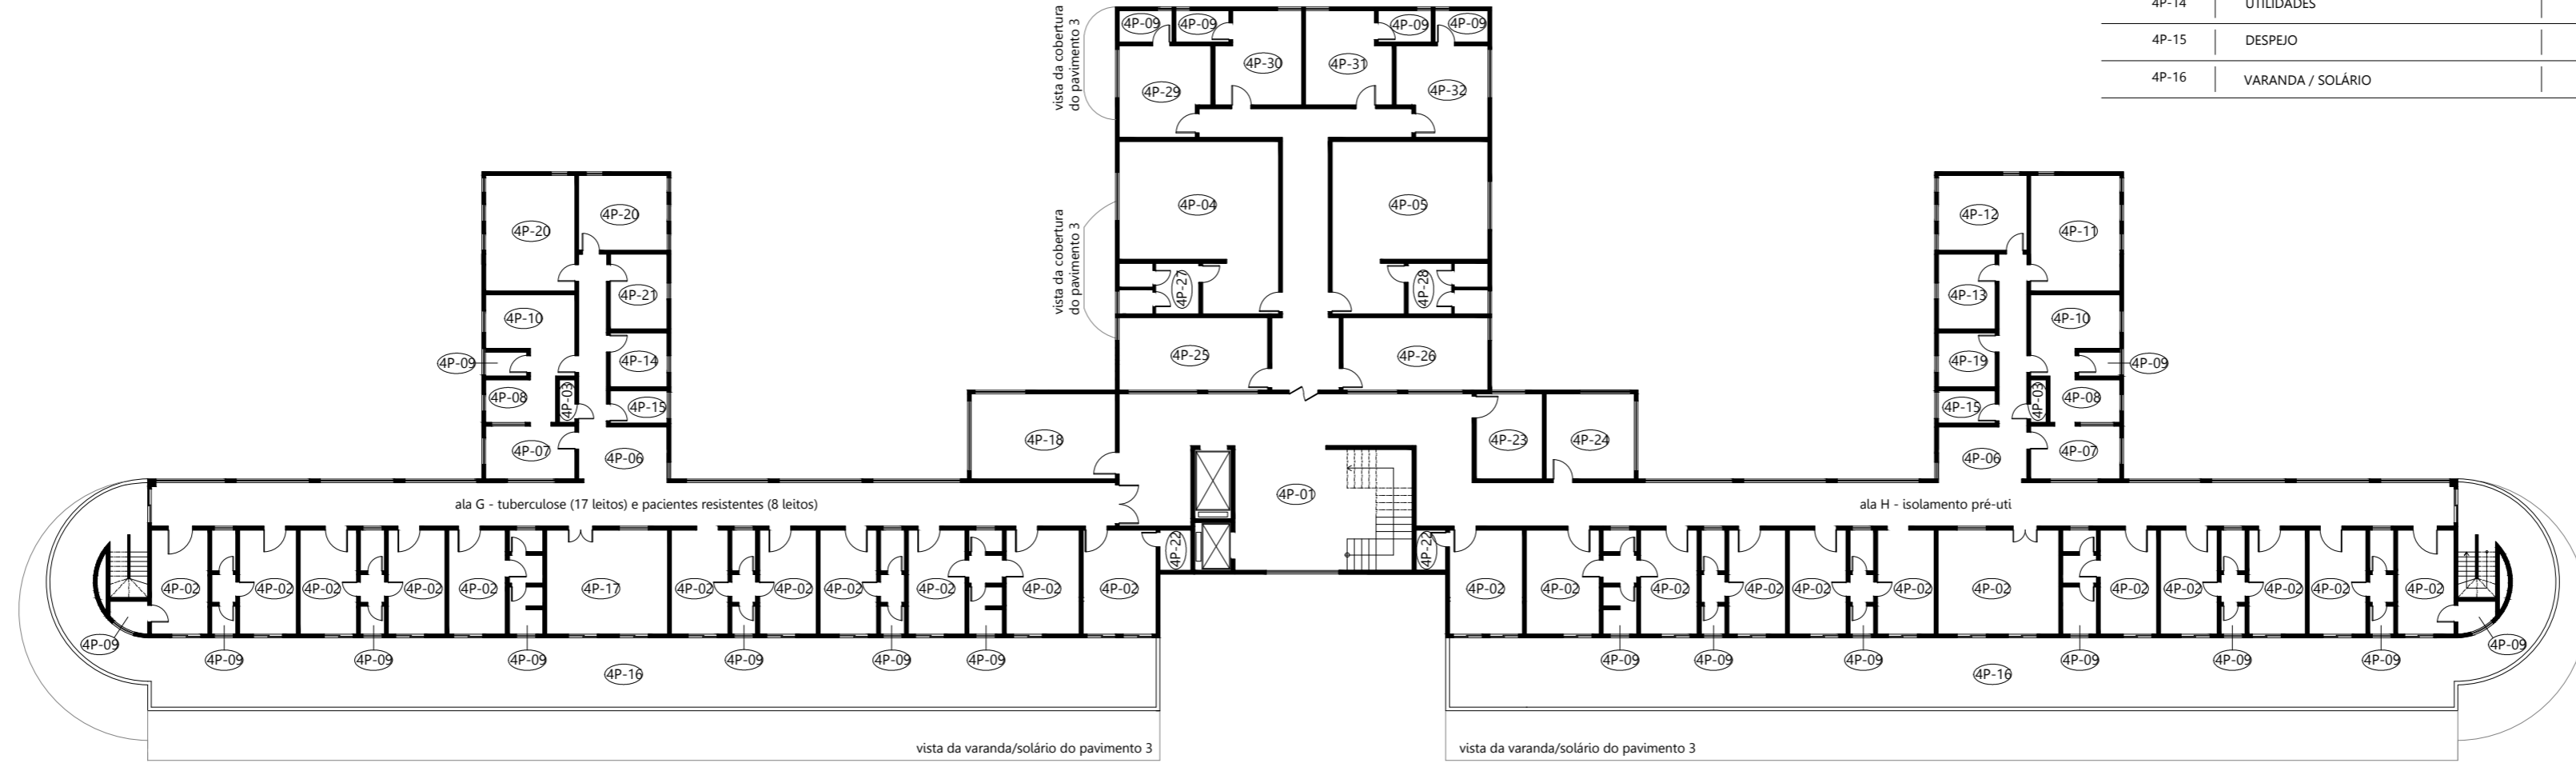 4P-14 UTILIDADES
4P-15 DESPEJO
4P-16 VARANDA / SOLÁRIO
vista da cobertura
do pavimento 3
4P-09 4P-09 4P-09 4P-09
4P-30 4P-31
4P-29 4P-32
vista da cobertura
do pavimento 3
4P-04 4P-05
4P-27 4P-28
4P-25 4P-26
4P-20 4P-20
4P-21
4P-10
4P-09 4P-14
4P-08 4P-03 4P-15
4P-07 4P-06
4P-12 4P-11
4P-13
4P-10
4P-19 4P-09
4P-15 4P-03 4P-08
4P-06 4P-07
4P-18 4P-23 4P-24
4P-01
ala G - tuberculose (17 leitos) e pacientes resistentes (8 leitos)
ala H - isolamento pré-uti
4P-22 4P-22
4P-02 4P-02 4P-02 4P-02 4P-02 4P-17 4P-02 4P-02 4P-02 4P-02 4P-02 4P-02
4P-02 4P-02 4P-02 4P-02 4P-02 4P-02 4P-02 4P-02 4P-02 4P-02 4P-02 4P-02
4P-09 4P-09
4P-09 4P-09 4P-09 4P-09 4P-09 4P-09
4P-09 4P-09 4P-09 4P-09 4P-09 4P-09
4P-16 4P-16
vista da varanda/solário do pavimento 3
vista da varanda/solário do pavimento 3